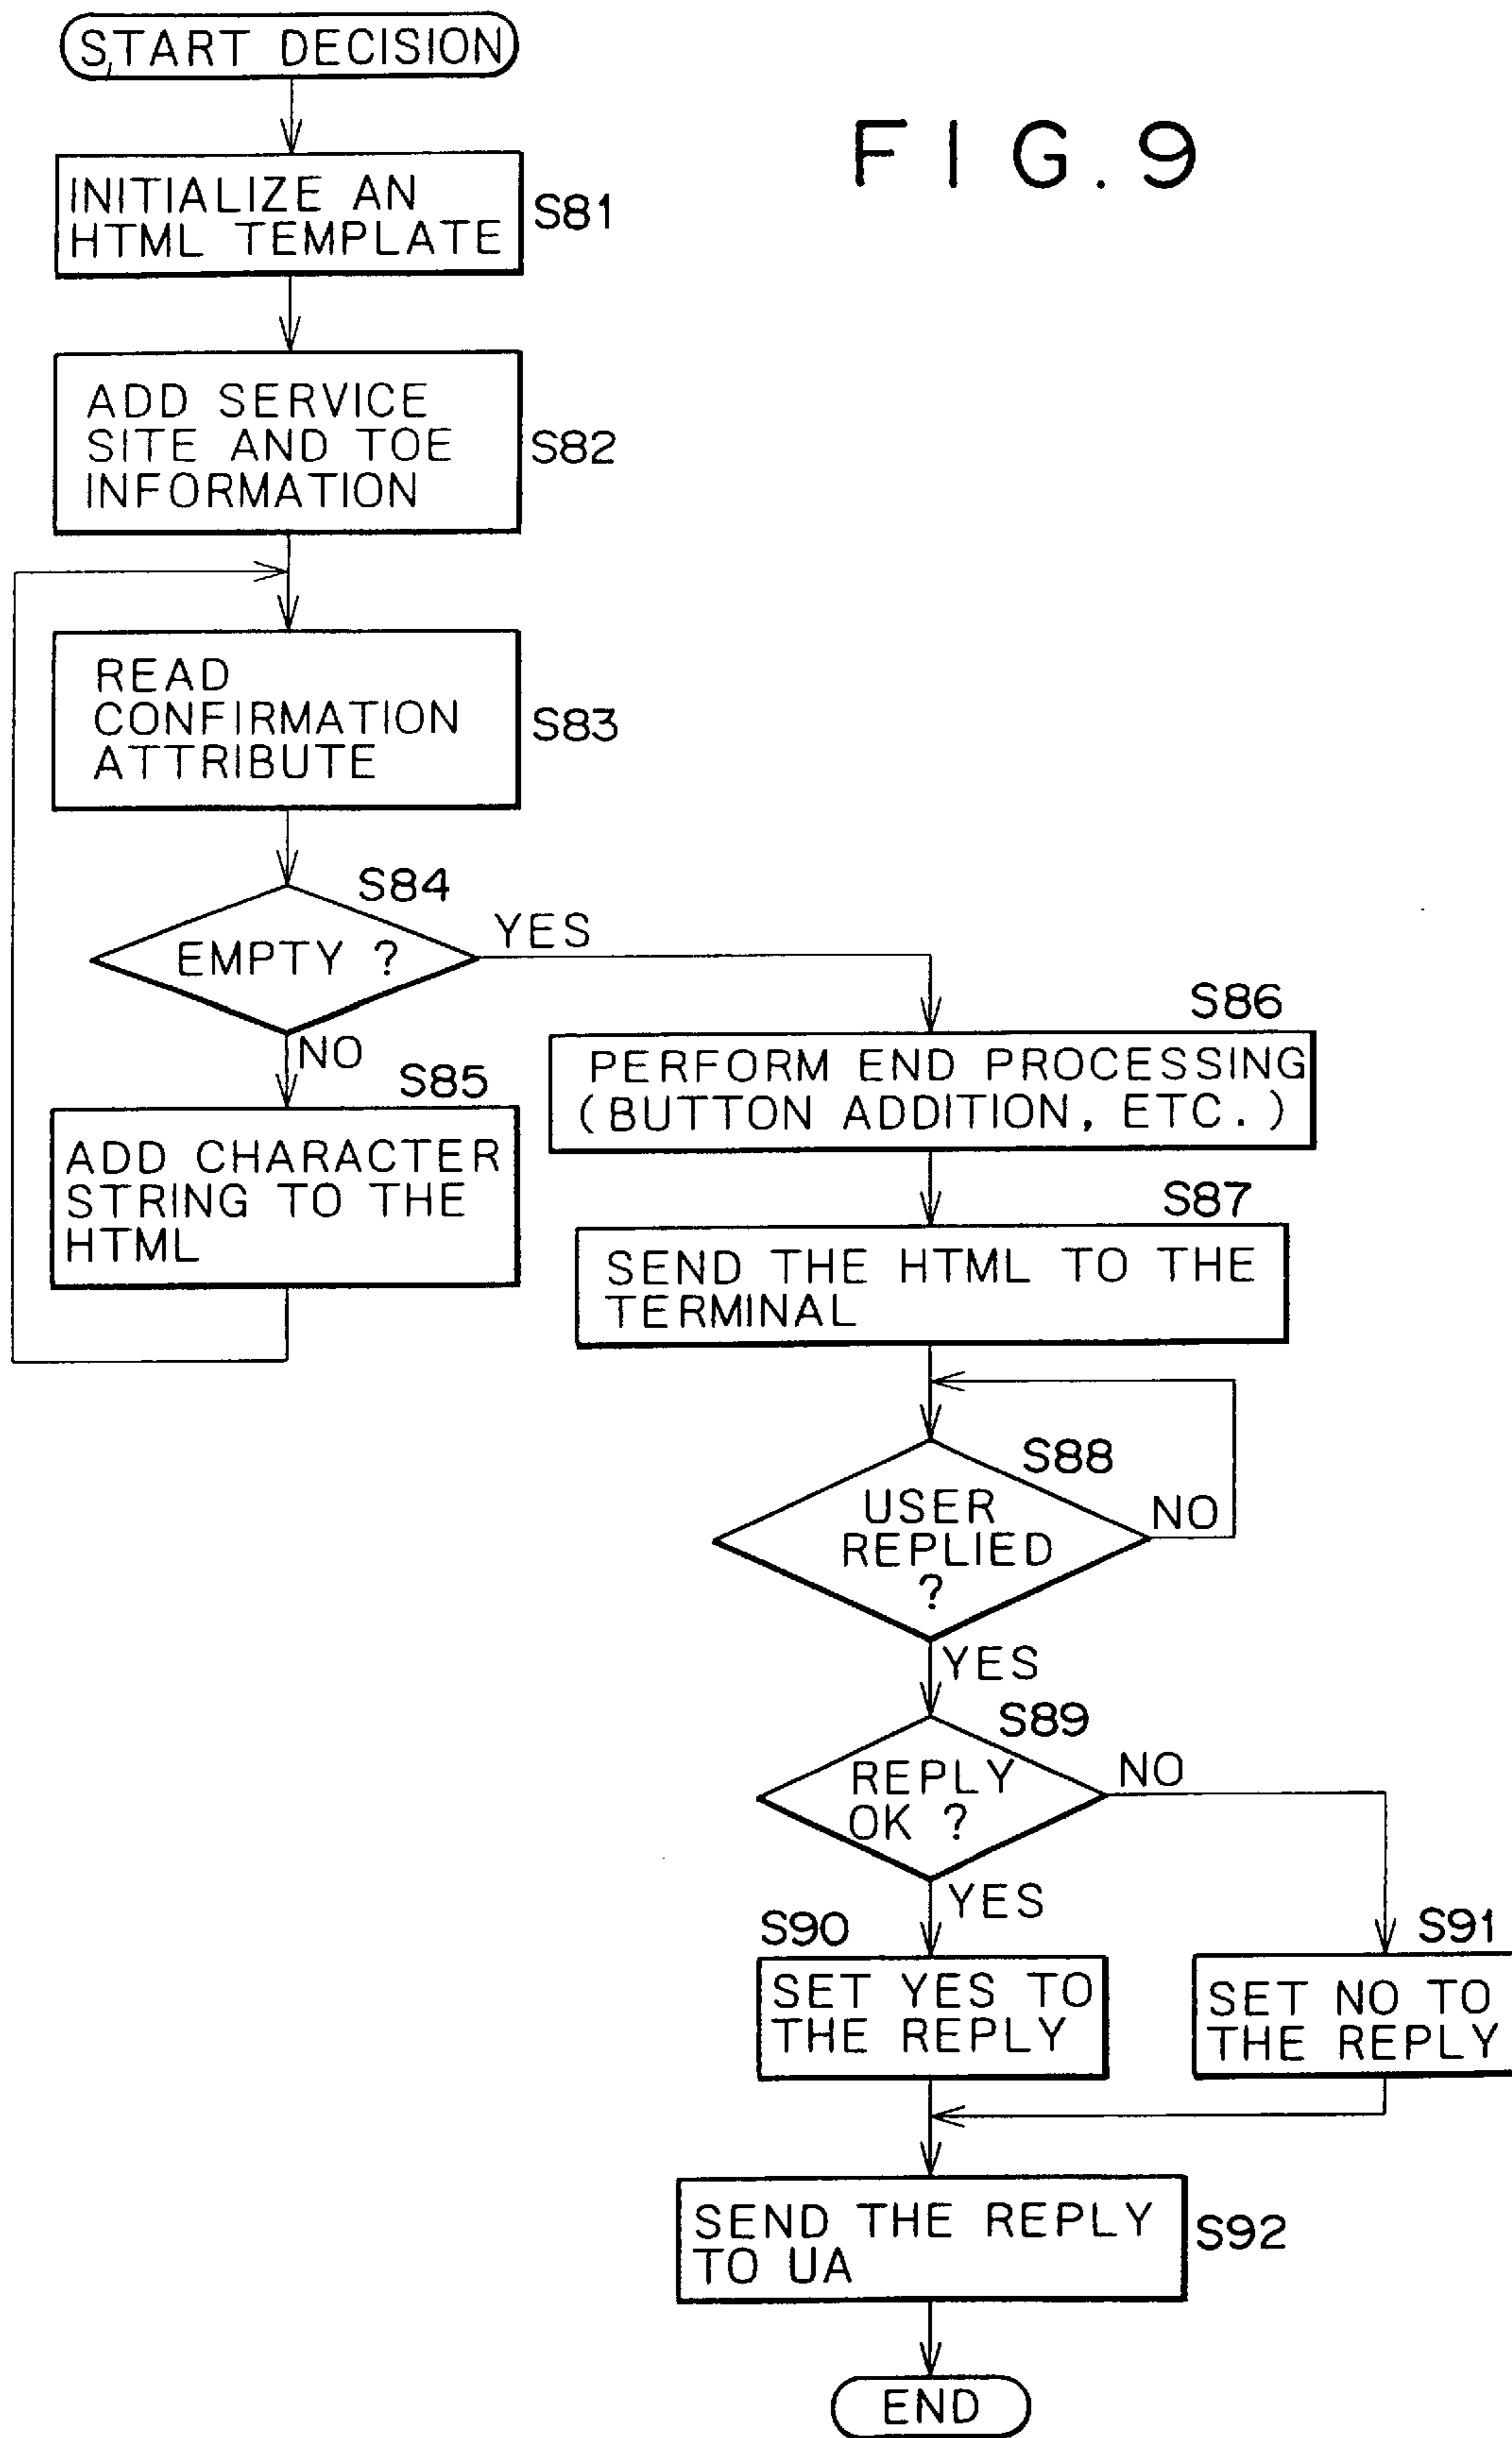 START DECISION
FIG.9
INITIALIZE AN
HTML TEMPLATE
S81
ADD SERVICE
SITE AND TOE
INFORMATION
S82
READ
CONFIRMATION
ATTRIBUTE
S83
S84
EMPTY ?
YES
NO
S85
ADD CHARACTER
STRING TO THE
HTML
S86
PERFORM END PROCESSING
(BUTTON ADDITION, ETC.)
S87
SEND THE HTML TO THE
TERMINAL
S88
USER
REPLIED
?
NO
YES
S89
REPLY
OK ?
NO
YES
S90
SET YES TO
THE REPLY
S91
SET NO TO
THE REPLY
SEND THE REPLY
TO UA
S92
END